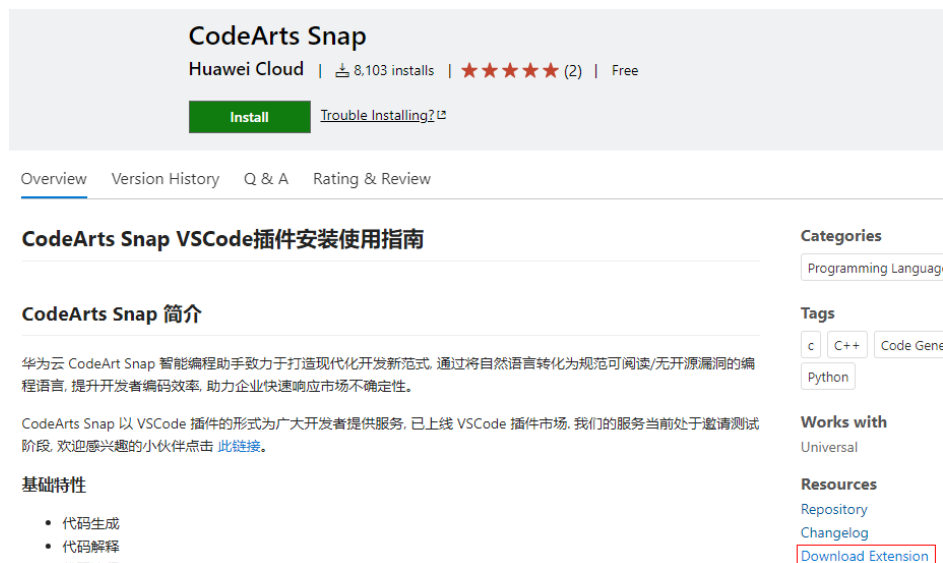 CodeArts Snap
Huawei Cloud | 8,103 installs | (2) | Free
Install Trouble Installing?
Overview Version History Q & A Rating & Review
CodeArts Snap VSCode插件安装使用指南
CodeArts Snap 简介
华为云 CodeArt Snap 智能编程助手致力于打造现代化开发新范式, 通过将自然语言转化为规范可阅读/无开源漏洞的编
程语言, 提升开发者编码效率, 助力企业快速响应市场不确定性。
CodeArts Snap 以 VSCode 插件的形式为广大开发者提供服务, 已上线 VSCode 插件市场. 我们的服务当前处于邀请测试
阶段, 欢迎感兴趣的小伙伴点击 此链接。
基础特性
• 代码生成
• 代码解释
Categories
Programming Language
Tags
c C++ Code Gene
Python
Works with
Universal
Resources
Repository
Changelog
Download Extension